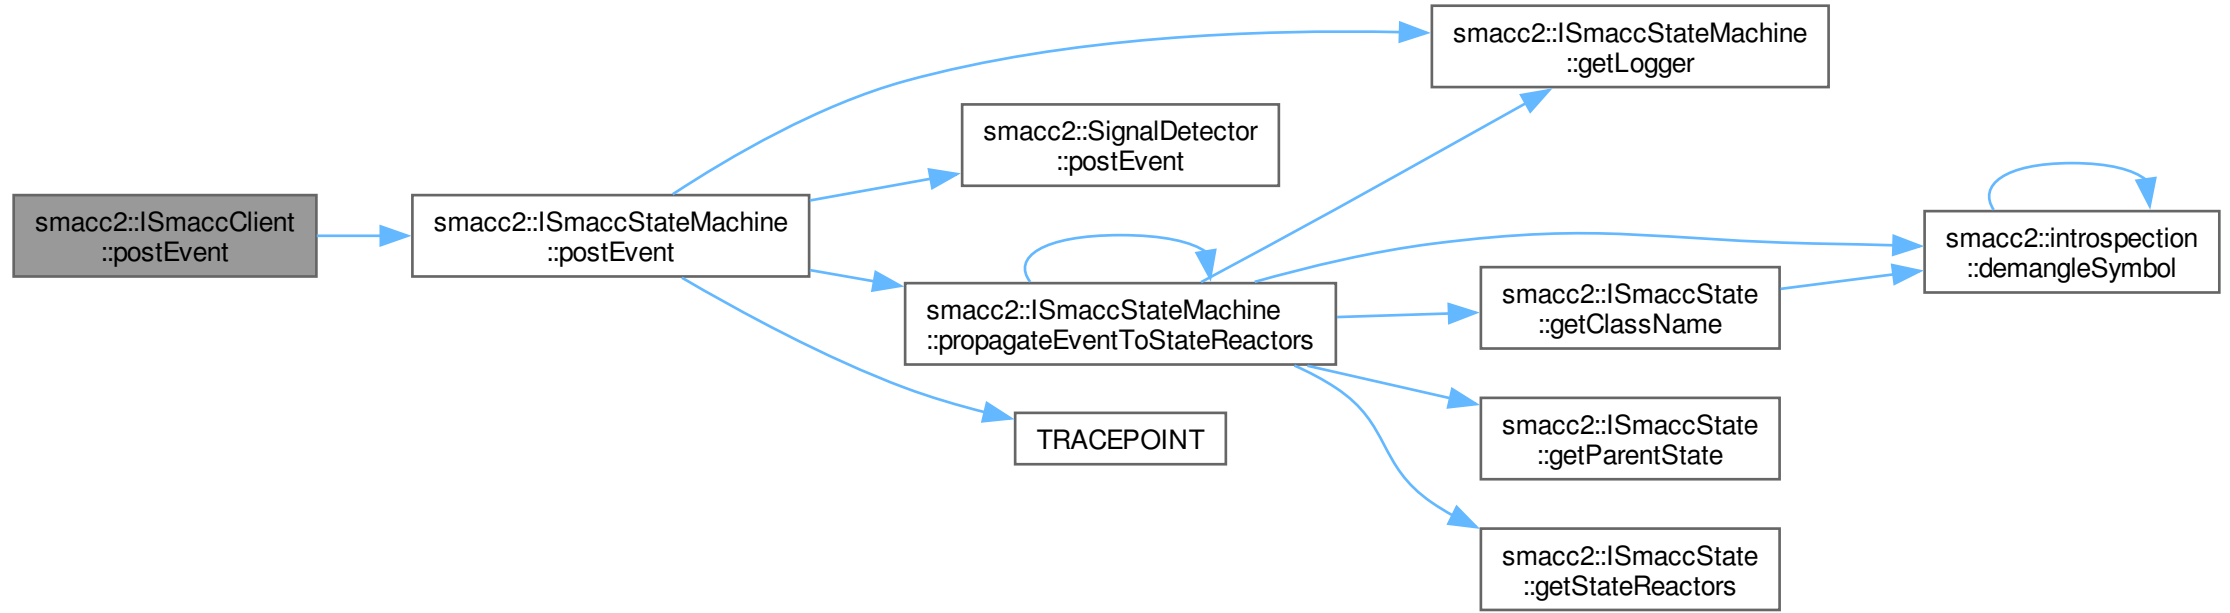 smacc2::ISmaccClient
::postEvent
smacc2::ISmaccStateMachine
::postEvent
smacc2::ISmaccStateMachine
::getLogger
smacc2::SignalDetector
::postEvent
smacc2::ISmaccStateMachine
::propagateEventToStateReactors
TRACEPOINT
smacc2::introspection
::demangleSymbol
smacc2::ISmaccState
::getClassName
smacc2::ISmaccState
::getParentState
smacc2::ISmaccState
::getStateReactors